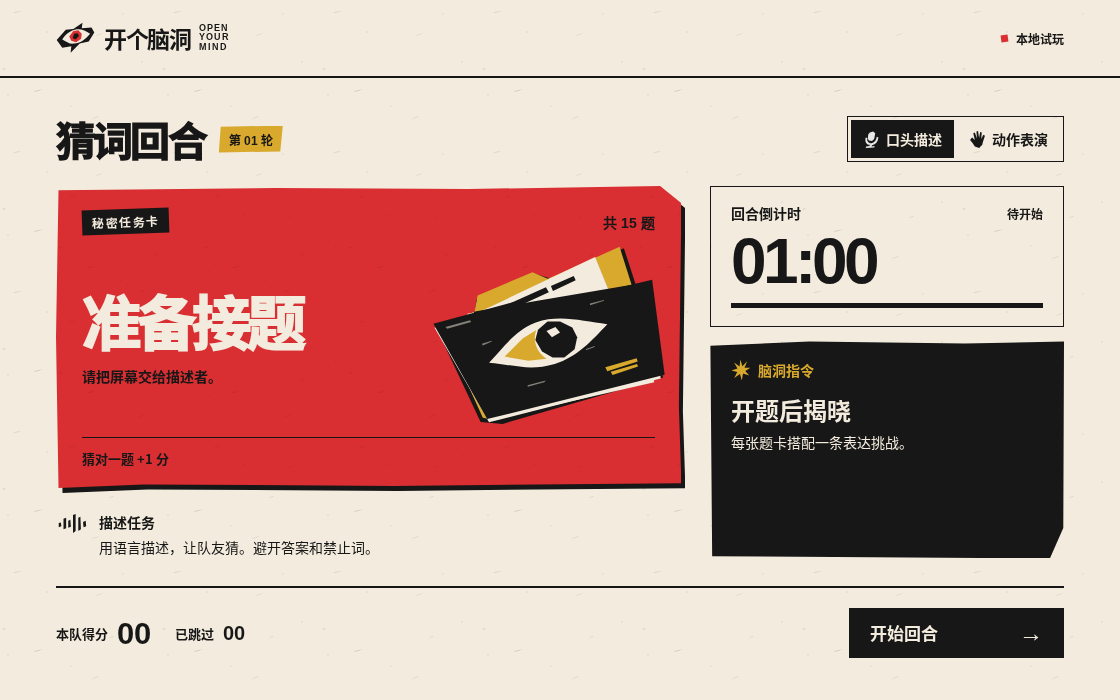 开个脑洞
OPEN
YOUR
MIND
本地试玩
猜词回合
第 01 轮
口头描述
动作表演
秘密任务卡
共 15 题
准备接题
请把屏幕交给描述者。
猜对一题 +1 分
回合倒计时
待开始
01:00
脑洞指令
开题后揭晓
每张题卡搭配一条表达挑战。
描述任务
用语言描述，让队友猜。避开答案和禁止词。
本队得分 00
已跳过 00
开始回合 →